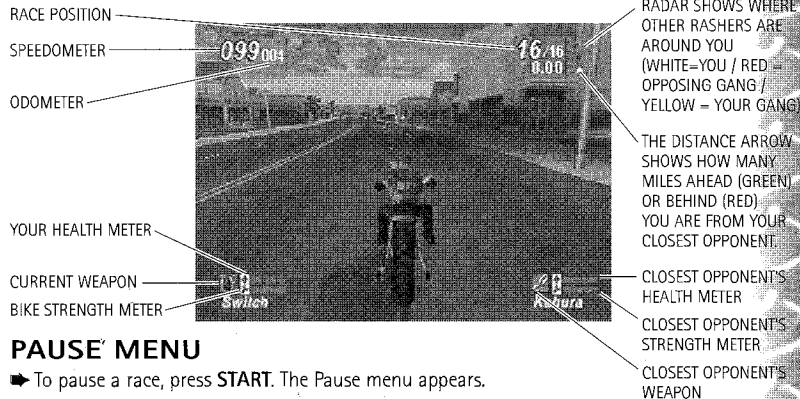 RACE POSITION
SPEEDOMETER
ODOMETER
YOUR HEALTH METER
CURRENT WEAPON
BIKE STRENGTH METER
099 004
16/16
0.00
Switch
Kabura
RADAR SHOWS WHERE
OTHER RASHERS ARE
AROUND YOU
(WHITE=YOU / RED =
OPPOSING GANG /
YELLOW = YOUR GANG)
THE DISTANCE ARROW
SHOWS HOW MANY
MILES AHEAD (GREEN)
OR BEHIND (RED)
YOU ARE FROM YOUR
CLOSEST OPPONENT.
CLOSEST OPPONENT'S
HEALTH METER
CLOSEST OPPONENT'S
STRENGTH METER
CLOSEST OPPONENT'S
WEAPON
PAUSE MENU
➨ To pause a race, press START. The Pause menu appears.